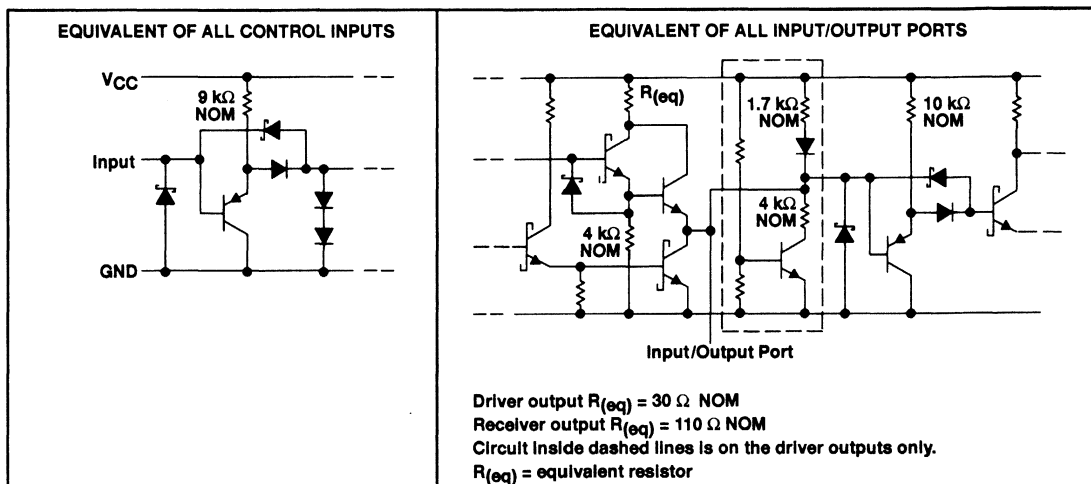 EQUIVALENT OF ALL CONTROL INPUTS
VCC
9 kΩ
NOM
Input
GND
EQUIVALENT OF ALL INPUT/OUTPUT PORTS
R(eq)
1.7 kΩ
NOM
10 kΩ
NOM
4 kΩ
NOM
4 kΩ
NOM
Input/Output Port
Driver output R(eq) = 30 Ω NOM
Receiver output R(eq) = 110 Ω NOM
Circuit inside dashed lines is on the driver outputs only.
R(eq) = equivalent resistor